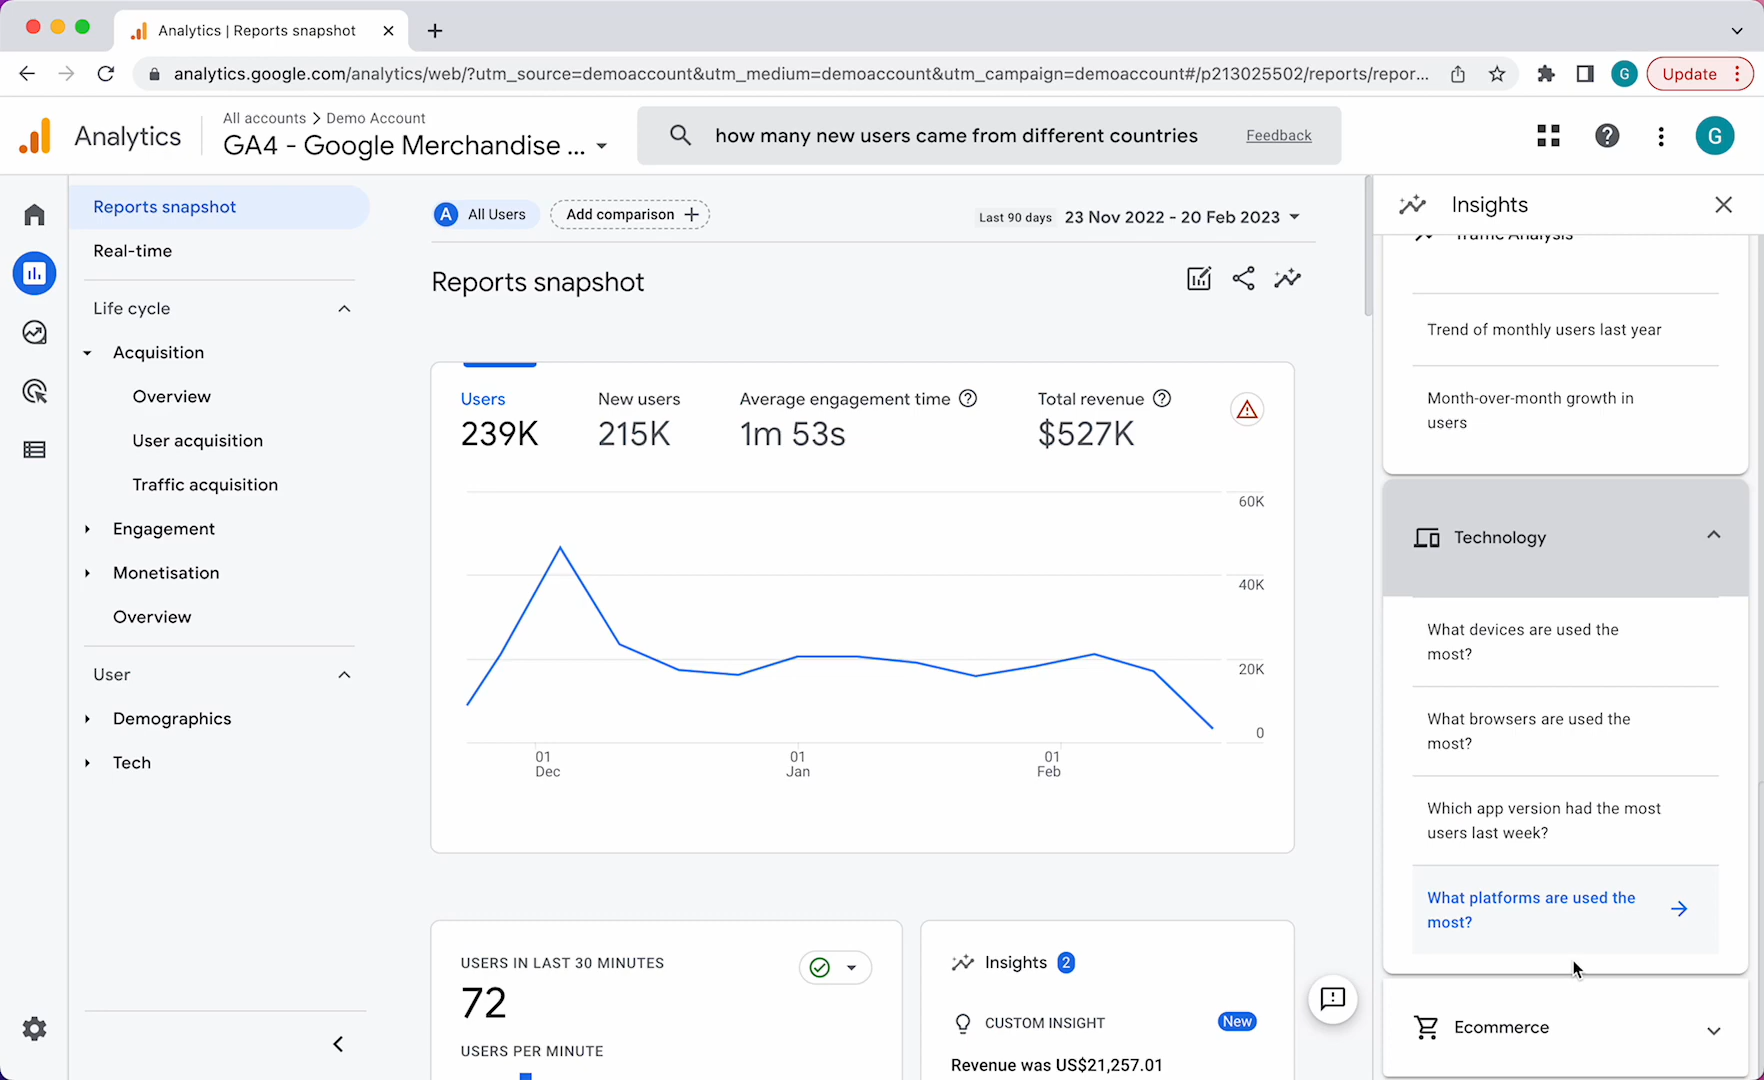 Analytics | Reports snapshot
analytics.google.com/analytics/web/?utm_source=demoaccount&utm_medium=demoaccount&utm_campaign=demoaccount#/p213025502/reports/repor...
G
Update
Analytics
All accounts > Demo Account
GA4 - Google Merchandise ...
how many new users came from different countries
Feedback
G
Reports snapshot
Real-time
Life cycle
Acquisition
Overview
User acquisition
Traffic acquisition
Engagement
Monetisation
Overview
User
Demographics
Tech
A All Users
Add comparison +
Last 90 days 23 Nov 2022 - 20 Feb 2023
Reports snapshot
Users
239K
New users
215K
Average engagement time
1m 53s
Total revenue
$527K
60K
40K
20K
0
01
Dec
01
Jan
01
Feb
USERS IN LAST 30 MINUTES
72
USERS PER MINUTE
Insights 2
CUSTOM INSIGHT
New
Revenue was US$21,257.01
Insights
Traffic Analysis
Trend of monthly users last year
Month-over-month growth in
users
Technology
What devices are used the
most?
What browsers are used the
most?
Which app version had the most
users last week?
What platforms are used the
most?
Ecommerce